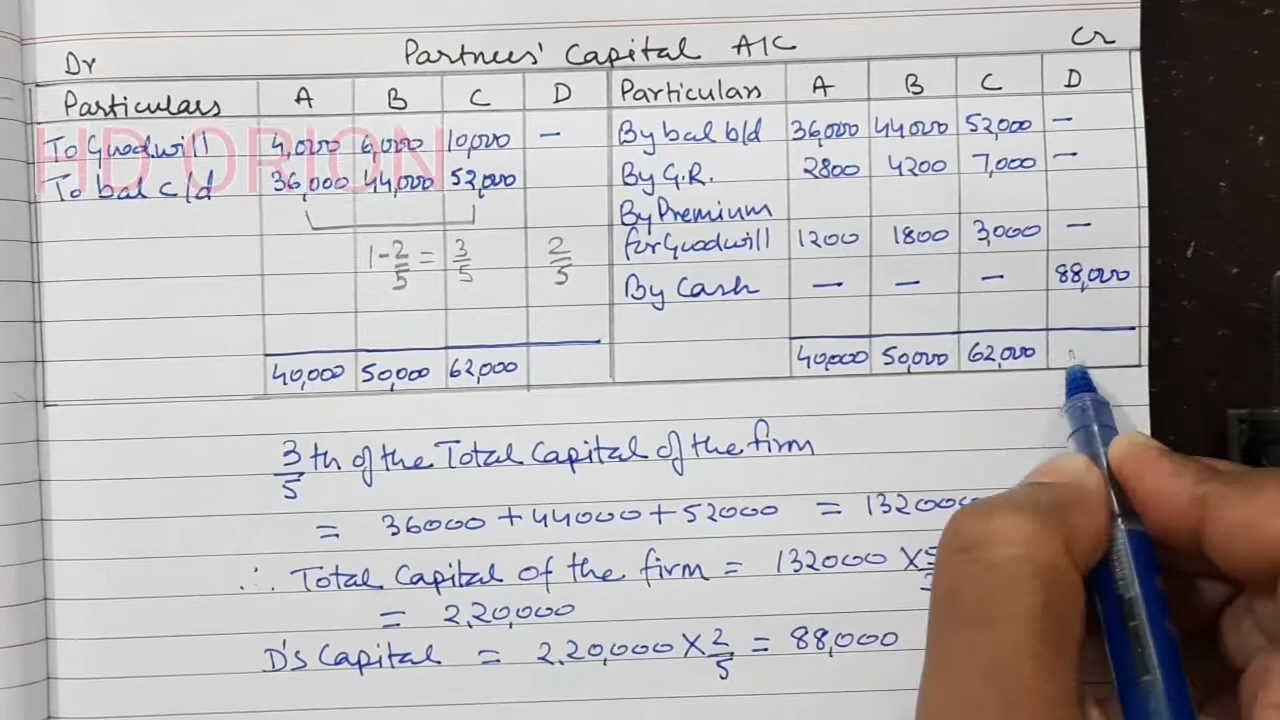 Dr Partners' Capital A/C Cr
Particulars A B C D Particulars A B C D
To Goodwill 4,000 6,000 10,000 — By bal b/d 36,000 44,000 52,000 —
To bal c/d 36,000 44,000 52,000 By G.R. 2800 4200 7,000 —
By Premium
1-2/5 = 3/5 2/5 for Goodwill 1200 1800 3,000 —
By Cash — — — 88,000
40,000 50,000 62,000 40,000 50,000 62,000
3/5 th of the Total Capital of the firm
= 36000 + 44000 + 52000 = 132000
∴ Total Capital of the firm = 132000 ×
= 2,20,000
D's Capital = 2,20,000 × 2/5 = 88,000
HD ORION